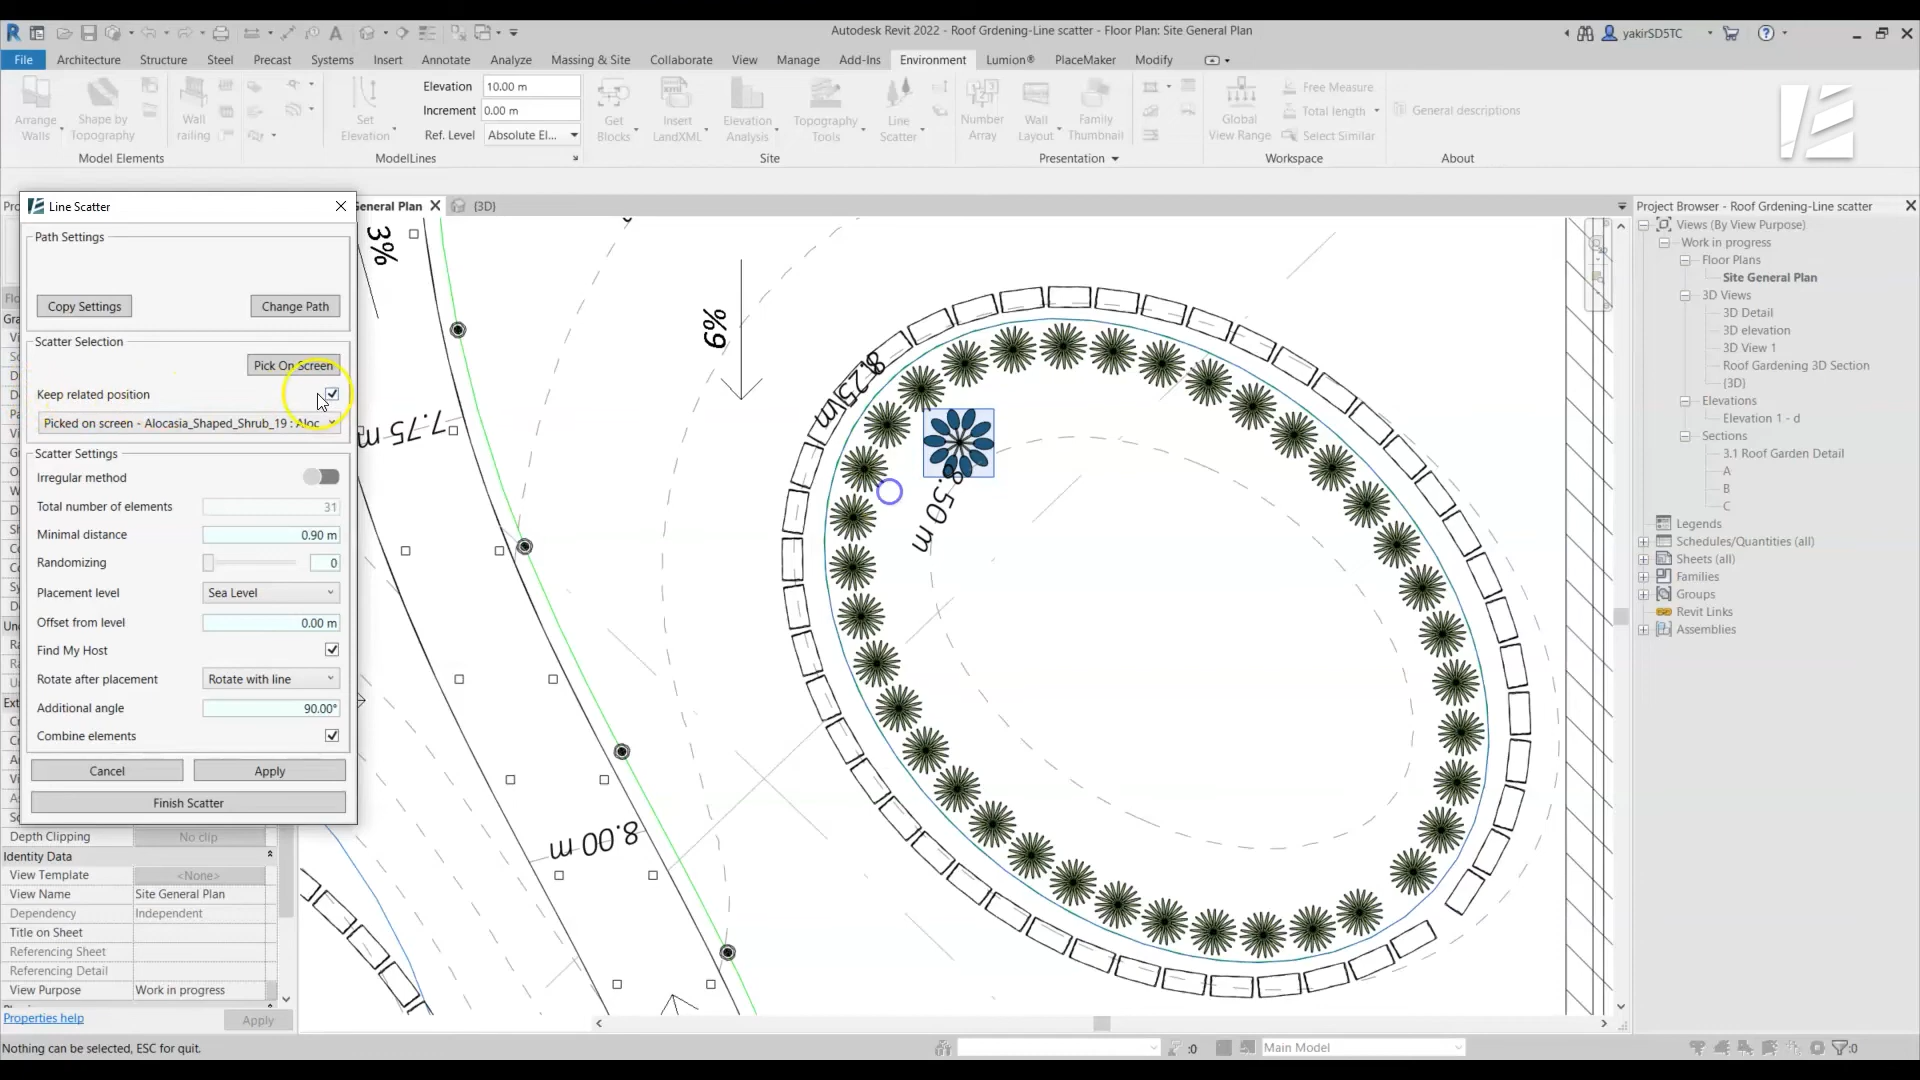 Autodesk Revit 2022 - Roof Grdening-Line scatter - Floor Plan: Site General Plan
yakirSD5TC
File Architecture Structure Steel Precast Systems Insert Annotate Analyze Massing & Site Collaborate View Manage Add-Ins Environment Lumion® PlaceMaker Modify
Arrange Walls
Shape by Topography
Wall railing
Set Elevation
Elevation 10.00 m
Increment 0.00 m
Ref. Level Absolute El...
Get Blocks
Insert LandXML
Elevation Analysis
Topography Tools
Line Scatter
Number Array
Wall Layout
Family Thumbnail
Global View Range
Free Measure
Total length
Select Similar
General descriptions
Model Elements
ModelLines
Site
Presentation
Workspace
About
Line Scatter
Path Settings
Copy Settings Change Path
Scatter Selection
Pick On Screen
Keep related position
Picked on screen - Alocasia_Shaped_Shrub_19 : Aloc
Scatter Settings
Irregular method
Total number of elements 31
Minimal distance 0.90 m
Randomizing 0
Placement level Sea Level
Offset from level 0.00 m
Find My Host
Rotate after placement Rotate with line
Additional angle 90.00°
Combine elements
Cancel Apply
Finish Scatter
Depth Clipping No clip
Identity Data
View Template <None>
View Name Site General Plan
Dependency Independent
Title on Sheet
Referencing Sheet
Referencing Detail
View Purpose Work in progress
Properties help Apply
General Plan
{3D}
3%
6%
7.75 m
8.25 m
8.50 m
8.00 m
Project Browser - Roof Grdening-Line scatter
Views (By View Purpose)
Work in progress
Floor Plans
Site General Plan
3D Views
3D Detail
3D elevation
3D View 1
Roof Gardening 3D Section
{3D}
Elevations
Elevation 1 - d
Sections
3.1 Roof Garden Detail
A
B
C
Legends
Schedules/Quantities (all)
Sheets (all)
Families
Groups
Revit Links
Assemblies
Nothing can be selected, ESC for quit.
:0
Main Model
:0